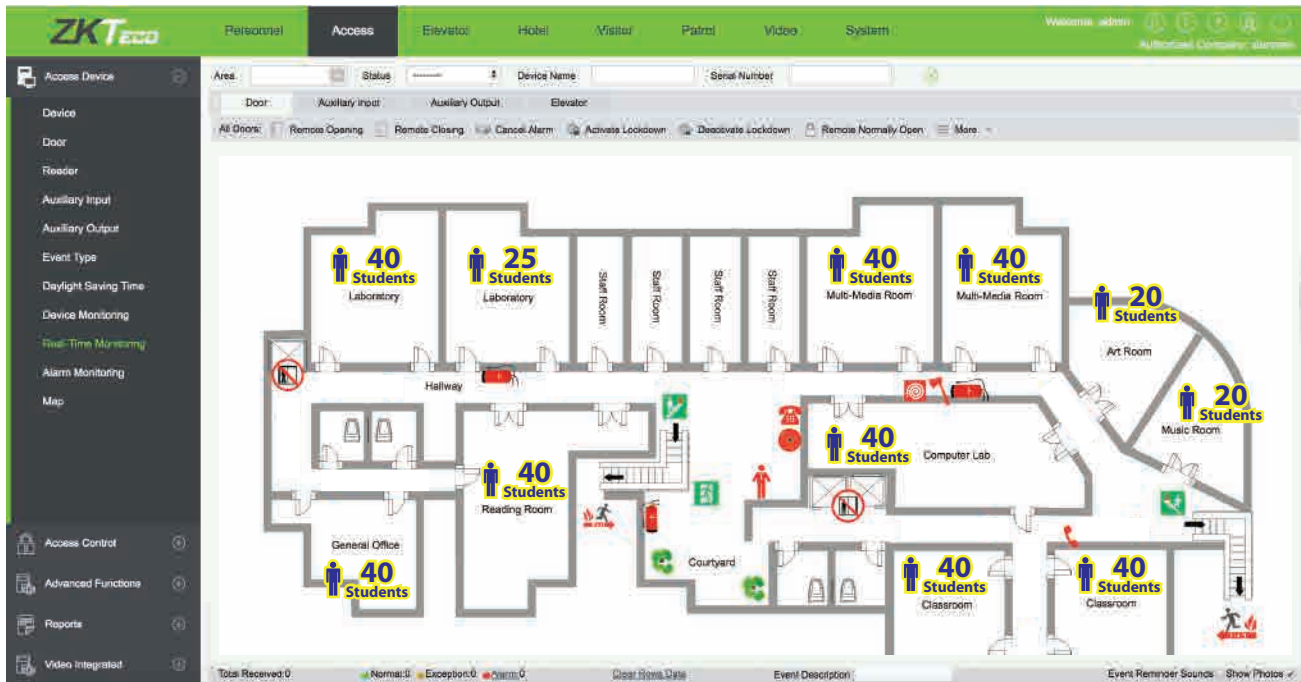 ZKTeco
Personnel Access Elevator Hotel Visitor Patrol Video System
Welcome admin
Access Device
Area Status Device Name Serial Number
Door Auxiliary Input Auxiliary Output Elevator
All Doors: Remote Opening Remote Closing Cancel Alarm Activate Lockdown Deactivate Lockdown Remote Normally Open More
Device
Door
Reader
Auxiliary Input
Auxiliary Output
Event Type
Daylight Saving Time
Device Monitoring
Real-Time Monitoring
Alarm Monitoring
Map
Access Control
Advanced Functions
Reports
Video Integrated
40
Students
Laboratory
25
Students
Laboratory
Staff Room
Staff Room
Staff Room
Staff Room
40
Students
Multi-Media Room
40
Students
Multi-Media Room
20
Students
Art Room
20
Students
Music Room
Hallway
40
Students
Reading Room
40
Students
Computer Lab
General Office
40
Students
Courtyard
40
Students
Classroom
40
Students
Classroom
Total Received:0 Normal:0 Exception:0 Alarm:0 Clear Rows Data Event Description Event Reminder Sounds Show Photos